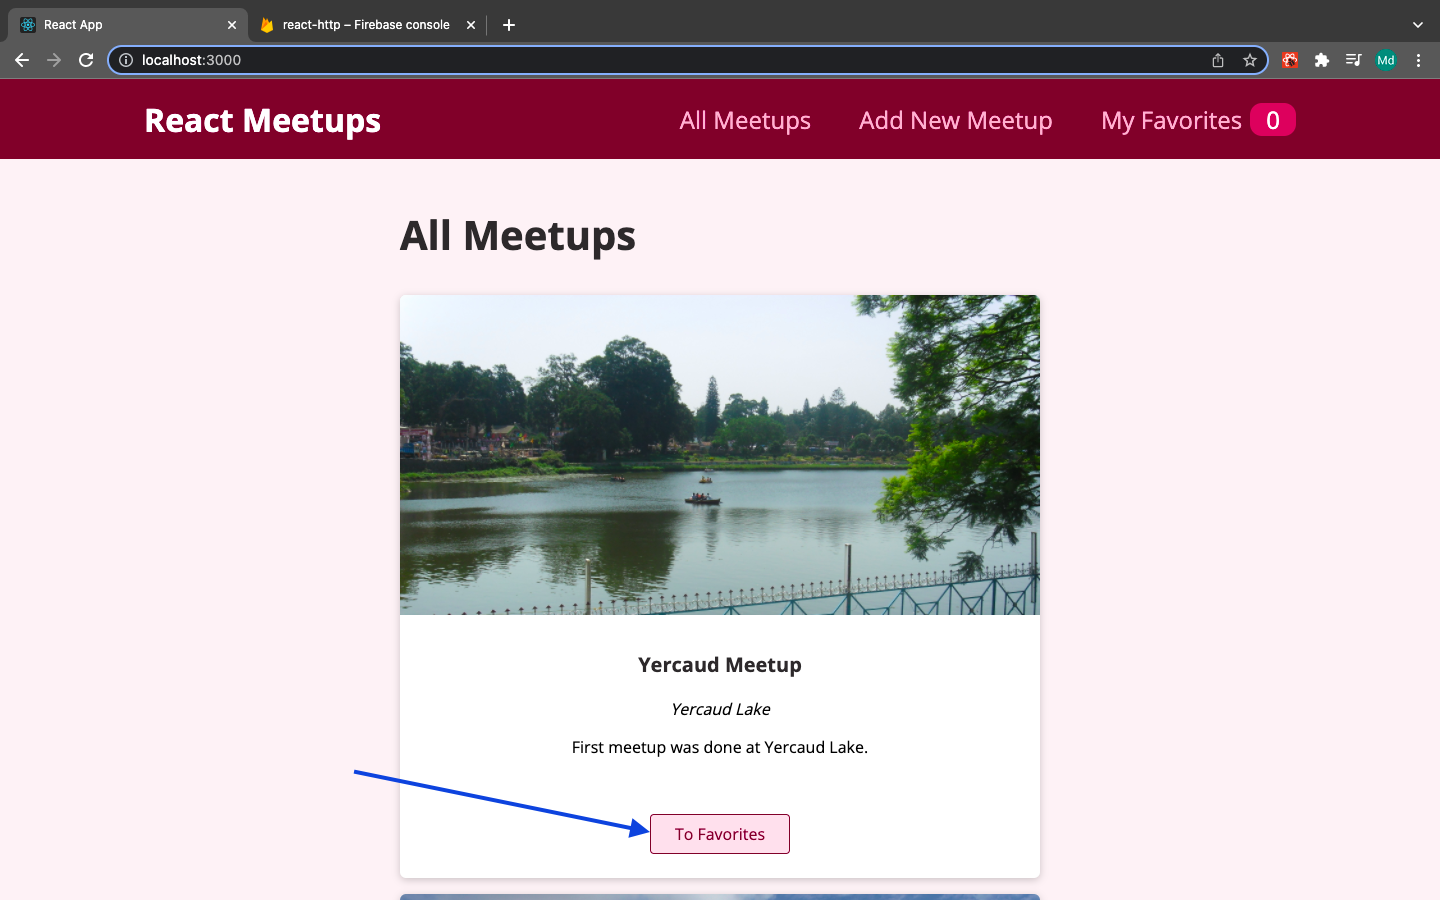 React App
react-http – Firebase console
localhost:3000
Md
React Meetups
All Meetups
Add New Meetup
My Favorites 0
All Meetups
Yercaud Meetup
Yercaud Lake
First meetup was done at Yercaud Lake.
To Favorites